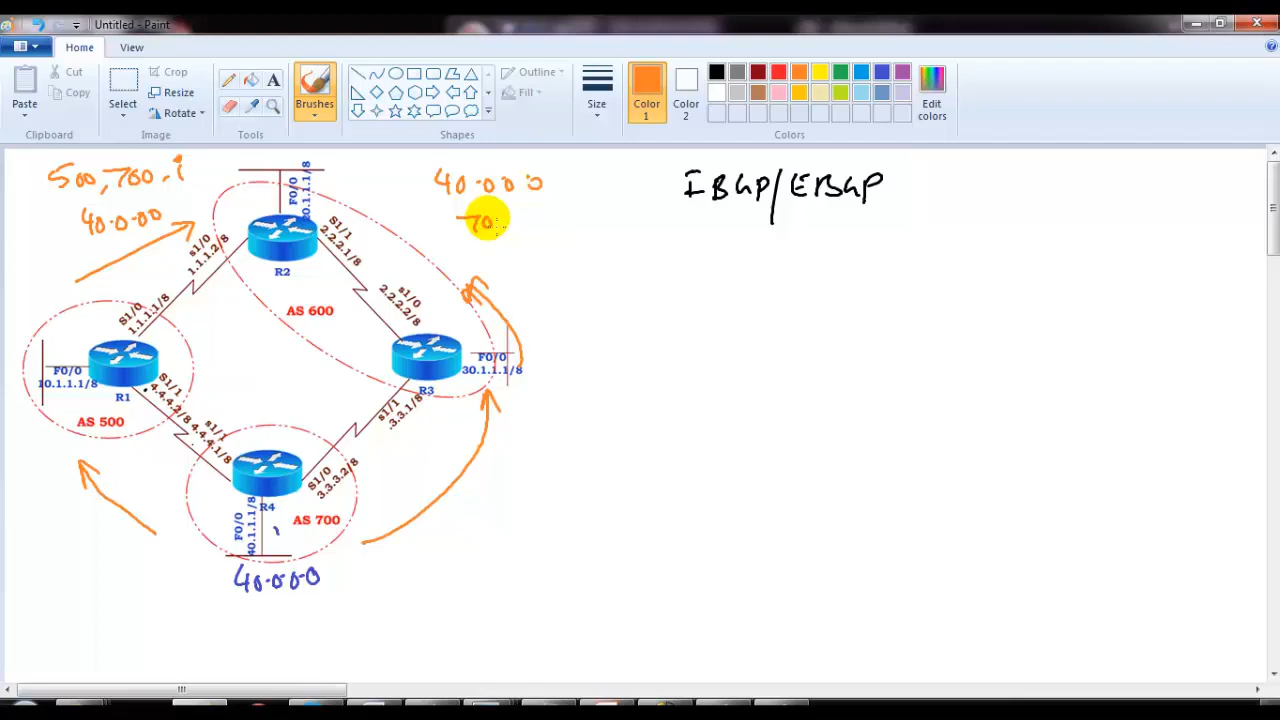 Untitled - Paint
Home
View
Paste
Cut
Copy
Clipboard
Select
Crop
Resize
Rotate
Image
Tools
Brushes
Shapes
Outline
Fill
Size
Color 1
Color 2
Edit colors
Colors
500, 700, i
40.0.00
40.0.0.0
70
IBGP/EBGP
F0/0
20.1.1.1/8
R2
S1/1
2.2.2.1/8
s1/0
1.1.1.2/8
S1/0
1.1.1.1/8
AS 600
s1/0
2.2.2.2/8
F0/0
10.1.1.1/8
R1
AS 500
S1/1
4.4.4.2/8
s1/1
4.4.4.1/8
F0/0
30.1.1.1/8
R3
s1/1
.3.3.1/8
S1/0
3.3.3.2/8
R4
AS 700
F0/0
40.1.1.1/8
40.0.0.0